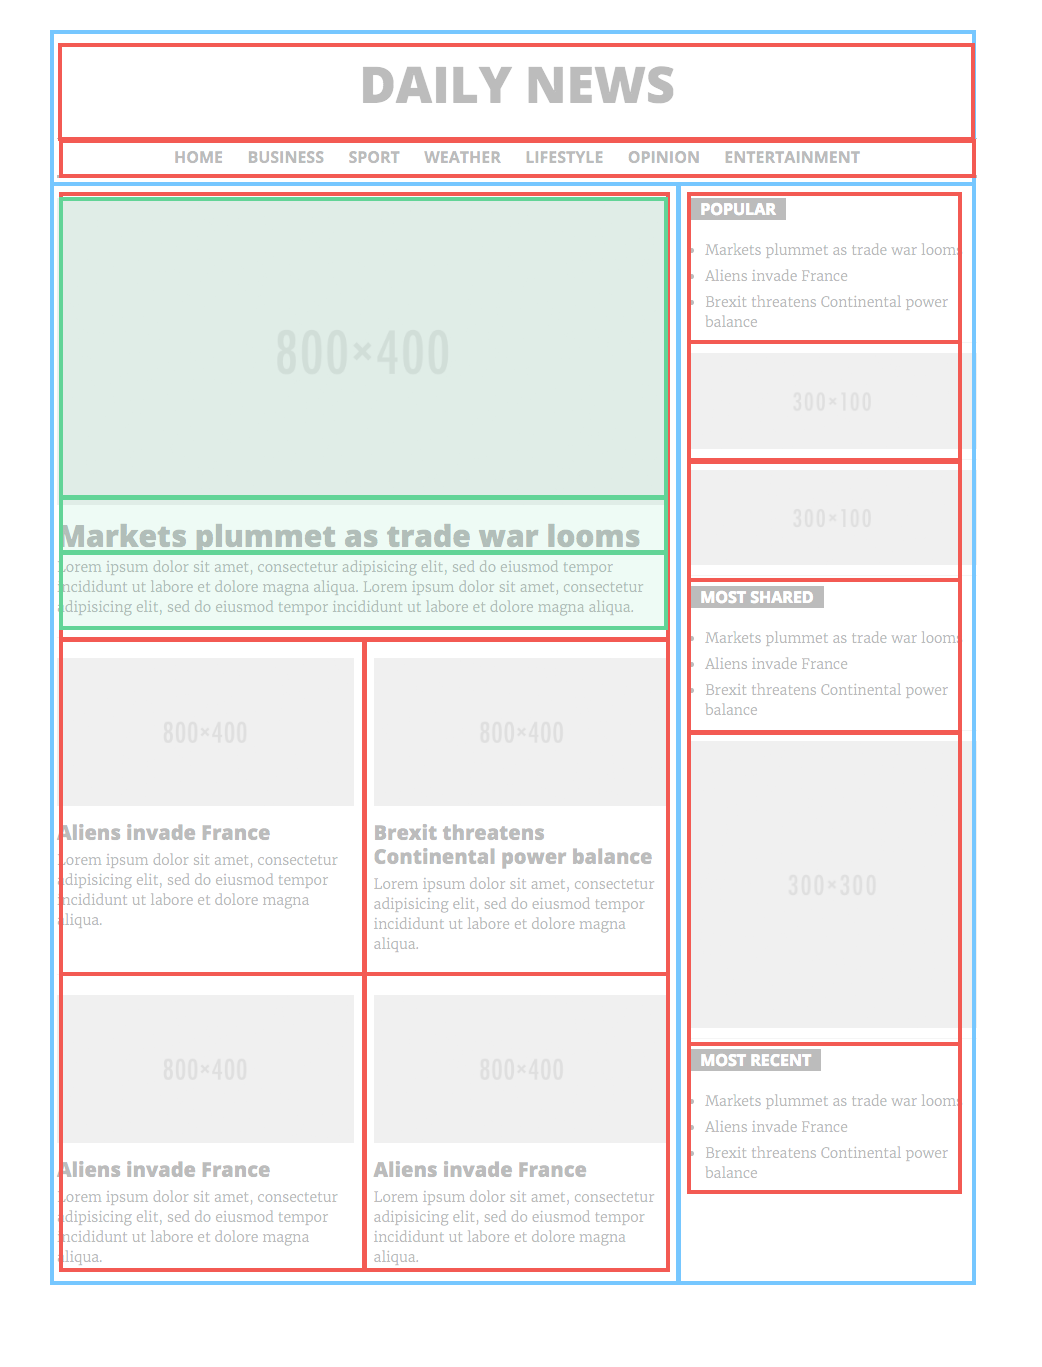 DAILY NEWS
HOME BUSINESS SPORT WEATHER LIFESTYLE OPINION ENTERTAINMENT
800×400
Markets plummet as trade war looms
Lorem ipsum dolor sit amet, consectetur adipisicing elit, sed do eiusmod tempor
incididunt ut labore et dolore magna aliqua. Lorem ipsum dolor sit amet, consectetur
adipisicing elit, sed do eiusmod tempor incididunt ut labore et dolore magna aliqua.
800×400
Aliens invade France
Lorem ipsum dolor sit amet, consectetur
adipisicing elit, sed do eiusmod tempor
incididunt ut labore et dolore magna
aliqua.
800×400
Brexit threatens
Continental power balance
Lorem ipsum dolor sit amet, consectetur
adipisicing elit, sed do eiusmod tempor
incididunt ut labore et dolore magna
aliqua.
800×400
Aliens invade France
Lorem ipsum dolor sit amet, consectetur
adipisicing elit, sed do eiusmod tempor
incididunt ut labore et dolore magna
aliqua.
800×400
Aliens invade France
Lorem ipsum dolor sit amet, consectetur
adipisicing elit, sed do eiusmod tempor
incididunt ut labore et dolore magna
aliqua.
POPULAR
Markets plummet as trade war looms
Aliens invade France
Brexit threatens Continental power
balance
300×100
300×100
MOST SHARED
Markets plummet as trade war looms
Aliens invade France
Brexit threatens Continental power
balance
300×300
MOST RECENT
Markets plummet as trade war looms
Aliens invade France
Brexit threatens Continental power
balance